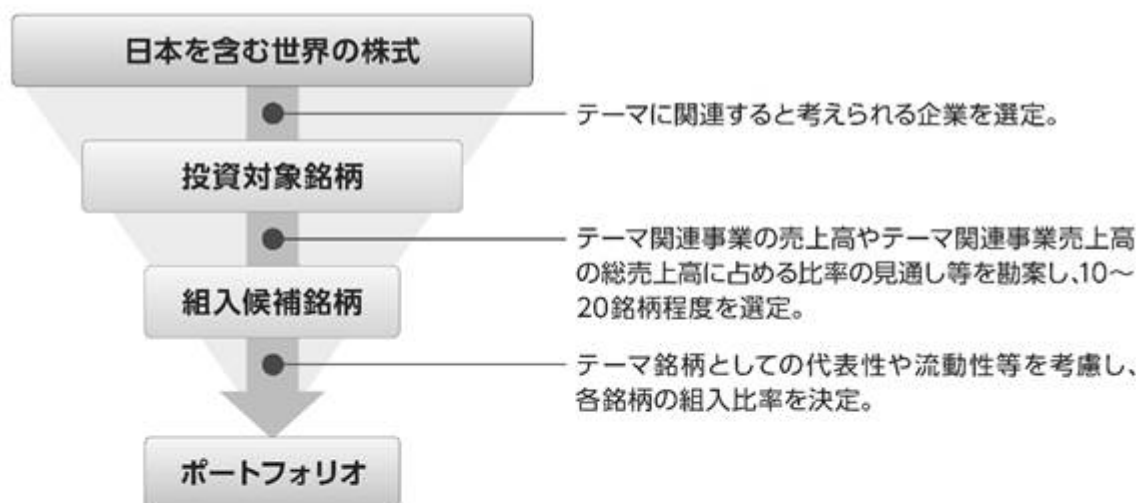 日本を含む世界の株式
テーマに関連すると考えられる企業を選定。
投資対象銘柄
テーマ関連事業の売上高やテーマ関連事業売上高
の総売上高に占める比率の見通し等を勘案し、10～
20銘柄程度を選定。
組入候補銘柄
テーマ銘柄としての代表性や流動性等を考慮し、
各銘柄の組入比率を決定。
ポートフォリオ